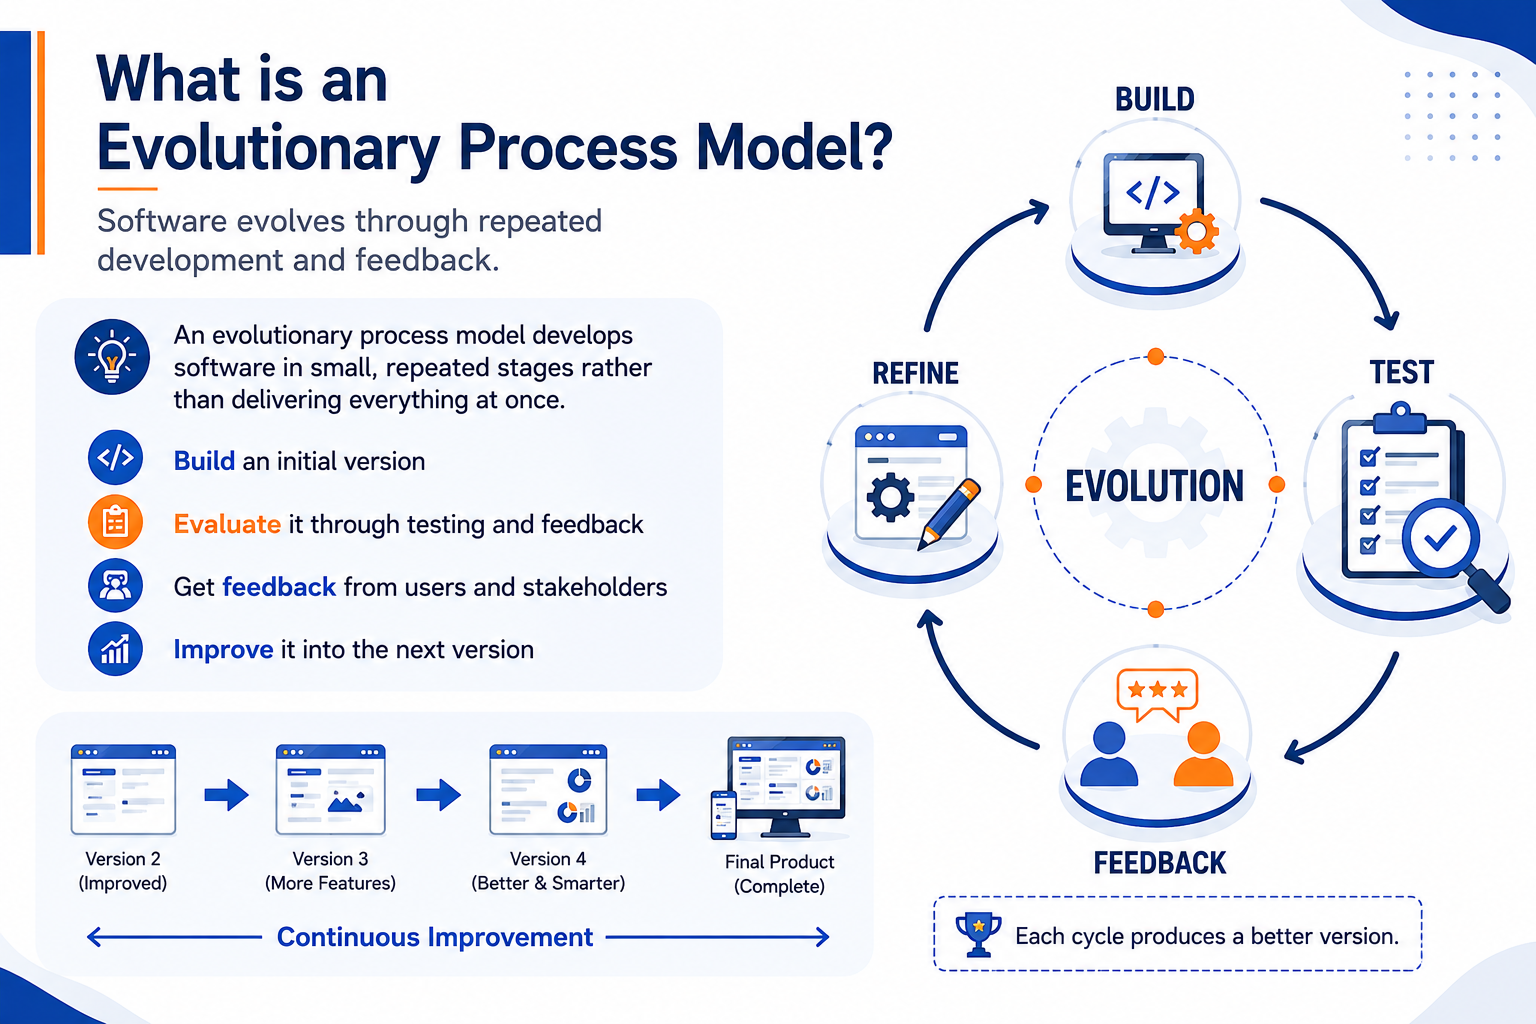 What is an
Evolutionary Process Model?
Software evolves through repeated
development and feedback.
An evolutionary process model develops
software in small, repeated stages rather
than delivering everything at once.
Build an initial version
Evaluate it through testing and feedback
Get feedback from users and stakeholders
Improve it into the next version
Version 2
(Improved)
Version 3
(More Features)
Version 4
(Better & Smarter)
Final Product
(Complete)
Continuous Improvement
BUILD
</>
TEST
REFINE
EVOLUTION
FEEDBACK
Each cycle produces a better version.